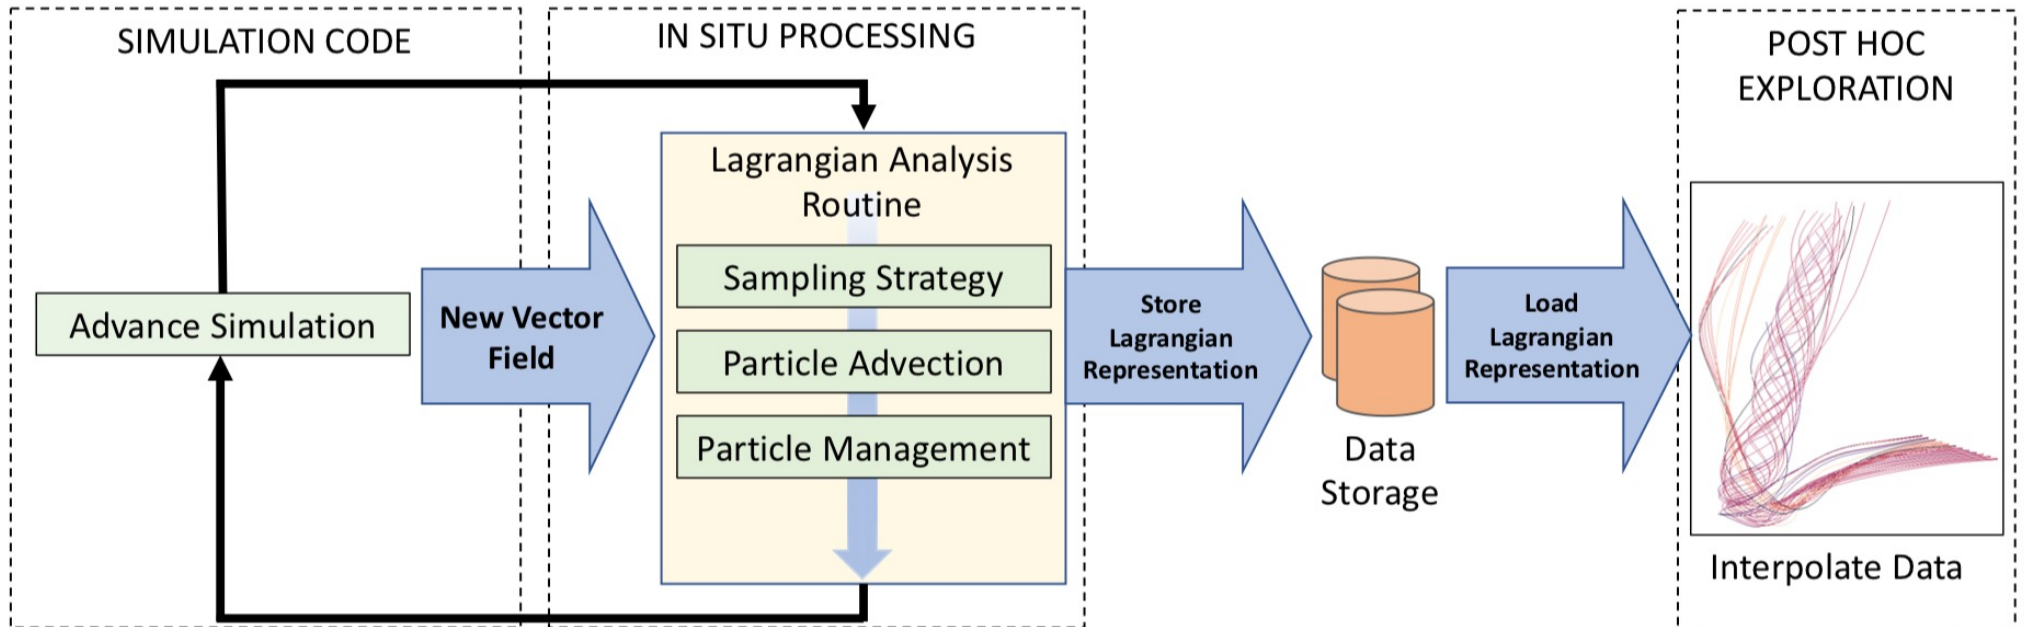 SIMULATION CODE
IN SITU PROCESSING
POST HOC
EXPLORATION
Advance Simulation
New Vector
Field
Lagrangian Analysis
Routine
Sampling Strategy
Particle Advection
Particle Management
Store
Lagrangian
Representation
Data
Storage
Load
Lagrangian
Representation
Interpolate Data